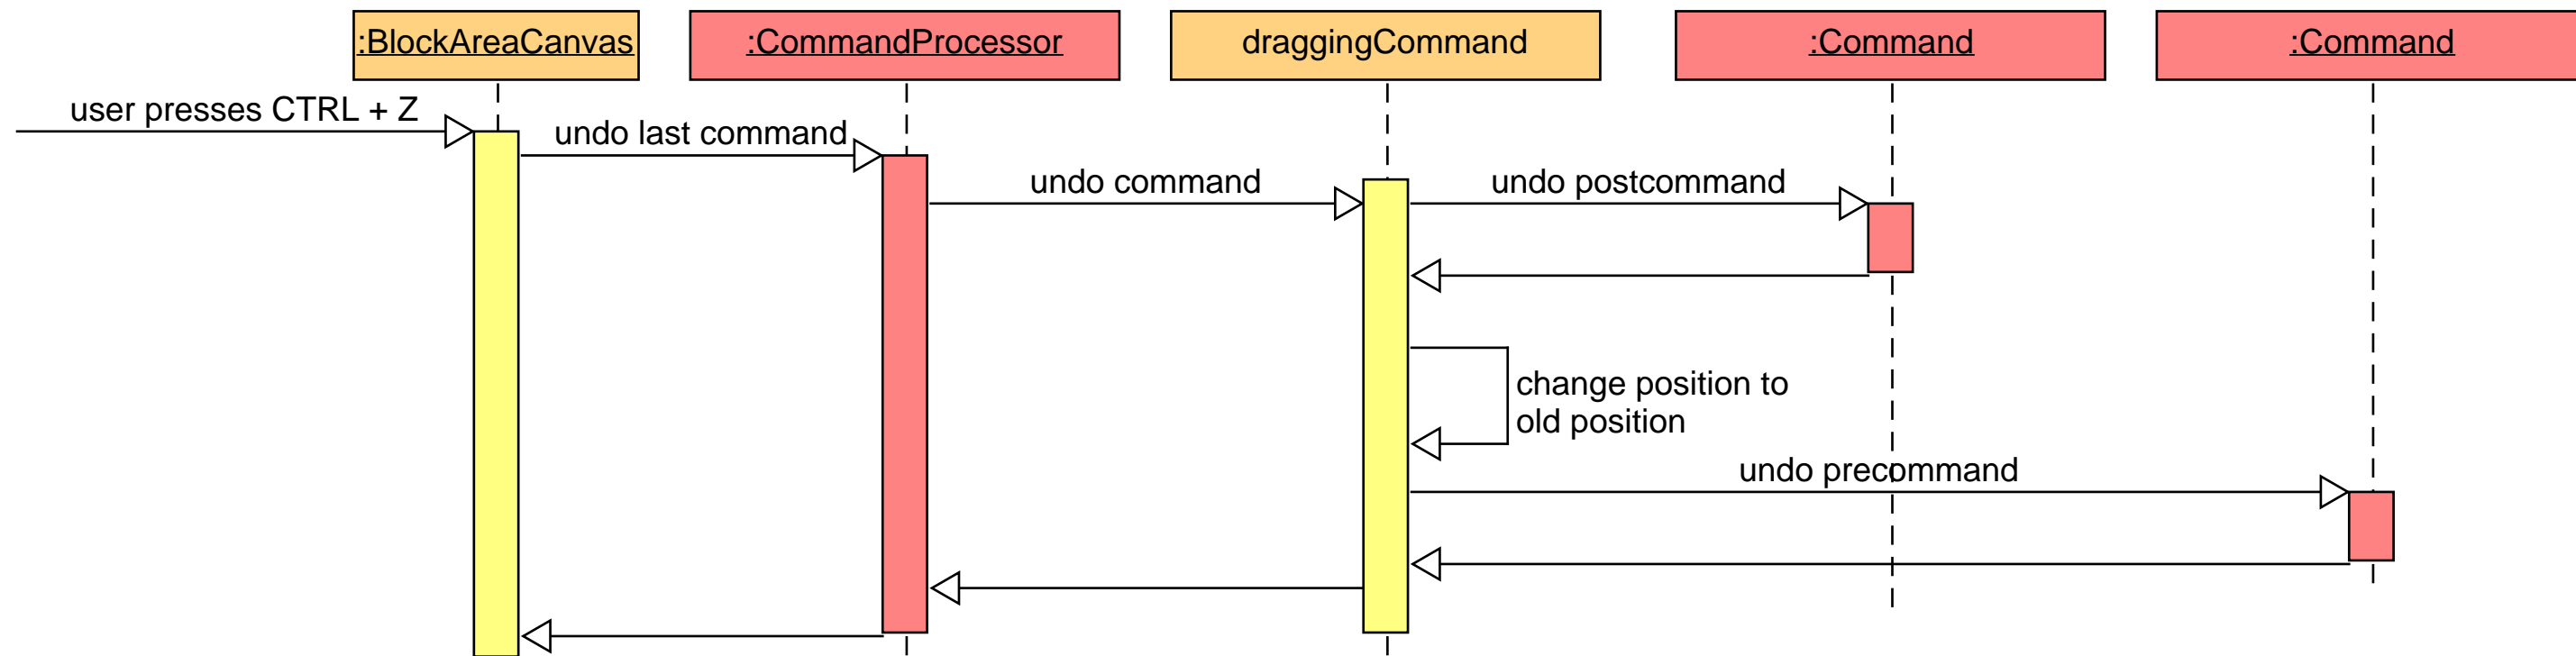 :BlockAreaCanvas
:CommandProcessor
draggingCommand
:Command
:Command
user presses CTRL + Z
undo last command
undo command
undo postcommand
change position to
old position
undo precommand